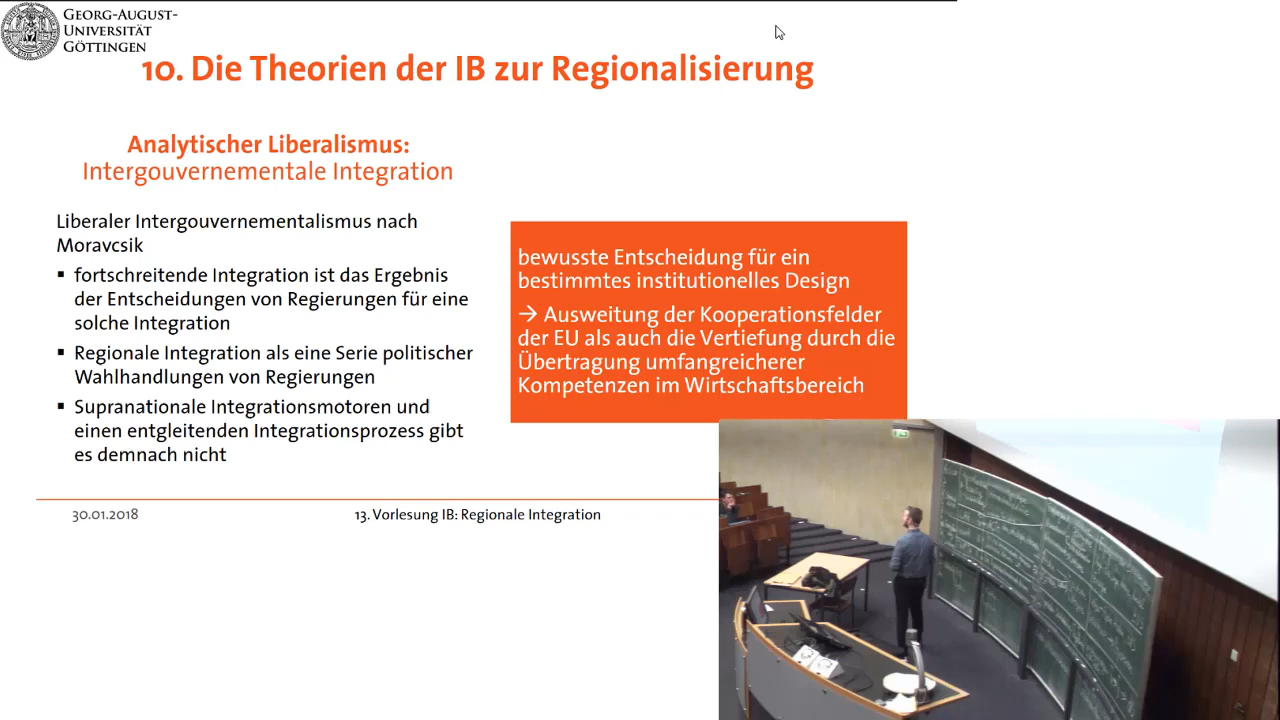 GEORG-AUGUST-
UNIVERSITÄT
GÖTTINGEN
10. Die Theorien der IB zur Regionalisierung
Analytischer Liberalismus:
Intergouvernementale Integration
Liberaler Intergouvernementalismus nach
Moravcsik
▪ fortschreitende Integration ist das Ergebnis
der Entscheidungen von Regierungen für eine
solche Integration
▪ Regionale Integration als eine Serie politischer
Wahlhandlungen von Regierungen
▪ Supranationale Integrationsmotoren und
einen entgleitenden Integrationsprozess gibt
es demnach nicht
bewusste Entscheidung für ein
bestimmtes institutionelles Design
→ Ausweitung der Kooperationsfelder
der EU als auch die Vertiefung durch die
Übertragung umfangreicherer
Kompetenzen im Wirtschaftsbereich
30.01.2018
13. Vorlesung IB: Regionale Integration